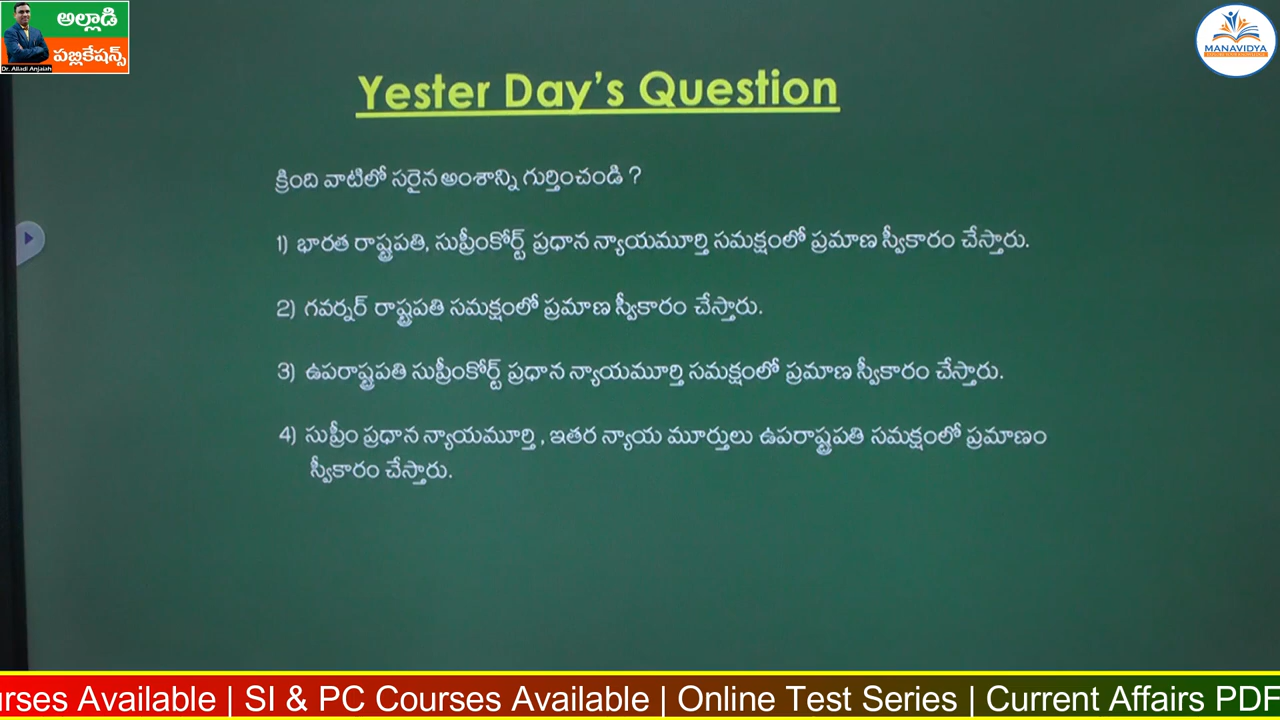 అల్లాడి
పబ్లికేషన్స్
Dr. Alladi Anjaiah
MANAVIDYA
Yester Day's Question
క్రింది వాటిలో సరైన అంశాన్ని గుర్తించండి ?
1) భారత రాష్ట్రపతి, సుప్రీంకోర్ట్ ప్రధాన న్యాయమూర్తి సమక్షంలో ప్రమాణ స్వీకారం చేస్తారు.
2) గవర్నర్ రాష్ట్రపతి సమక్షంలో ప్రమాణ స్వీకారం చేస్తారు.
3) ఉపరాష్ట్రపతి సుప్రీంకోర్ట్ ప్రధాన న్యాయమూర్తి సమక్షంలో ప్రమాణ స్వీకారం చేస్తారు.
4) సుప్రీం ప్రధాన న్యాయమూర్తి , ఇతర న్యాయ మూర్తులు ఉపరాష్ట్రపతి సమక్షంలో ప్రమాణం
స్వీకారం చేస్తారు.
urses Available | SI & PC Courses Available | Online Test Series | Current Affairs PDF